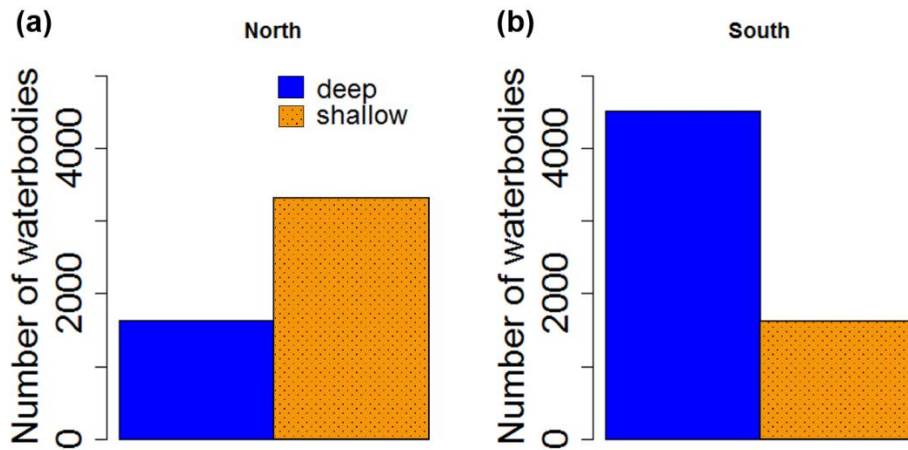 (a)
North
deep
shallow
Number of waterbodies
0
2000
4000
(b)
South
Number of waterbodies
0
2000
4000